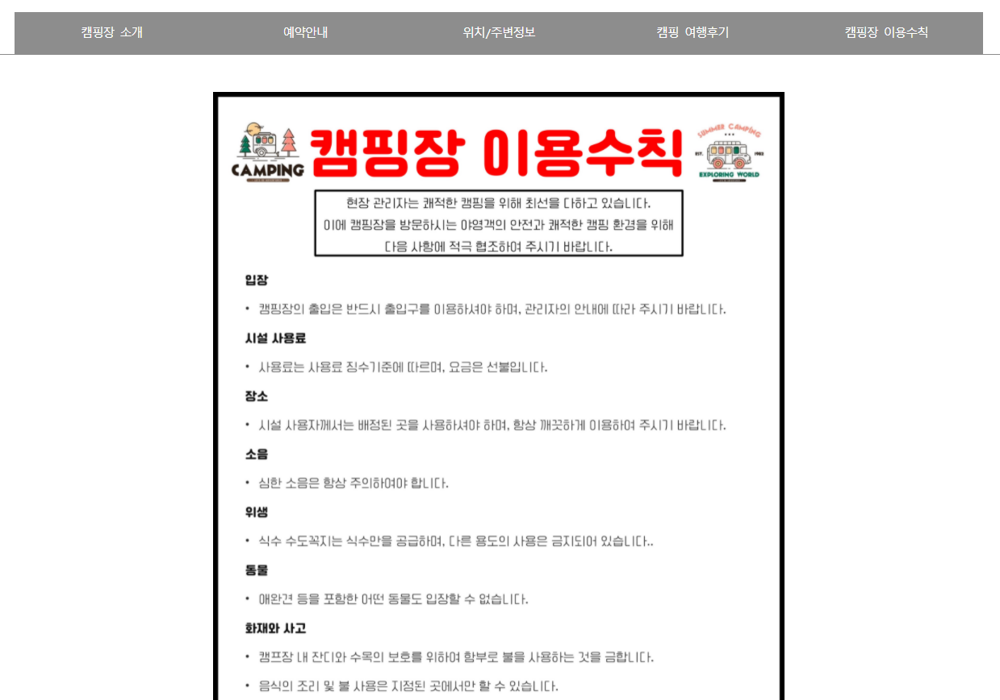 캠핑장 소개 예약안내 위치/주변정보 캠핑 여행후기 캠핑장 이용수칙
CAMPING
캠핑장 이용수칙
SUMMER CAMPING
EST. 1982
EXPLORING WORLD
현장 관리자는 쾌적한 캠핑을 위해 최선을 다하고 있습니다.
이에 캠핑장을 방문하시는 야영객의 안전과 쾌적한 캠핑 환경을 위해
다음 사항에 적극 협조하여 주시기 바랍니다.
입장
• 캠핑장의 출입은 반드시 출입구를 이용하셔야 하며, 관리자의 안내에 따라 주시기 바랍니다.
시설 사용료
• 사용료는 사용료 징수기준에 따르며, 요금은 선불입니다.
장소
• 시설 사용자께서는 배정된 곳을 사용하셔야 하며, 항상 깨끗하게 이용하여 주시기 바랍니다.
소음
• 심한 소음은 항상 주의하여야 합니다.
위생
• 식수 수도꼭지는 식수만을 공급하며, 다른 용도의 사용은 금지되어 있습니다..
동물
• 애완견 등을 포함한 어떤 동물도 입장할 수 없습니다.
화재와 사고
• 캠프장 내 잔디와 수목의 보호를 위하여 함부로 불을 사용하는 것을 금합니다.
• 음식의 조리 및 불 사용은 지정된 곳에서만 할 수 있습니다.